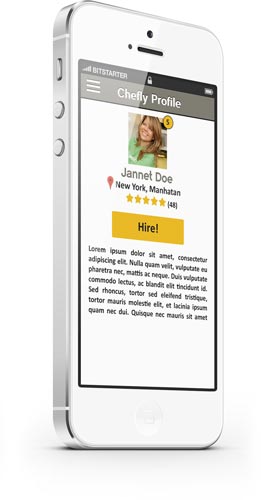 BITSTARTER
Chefly Profile
5
Jannet Doe
New York, Manhatan
(48)
Hire!
Lorem ipsum dolor sit amet, consectetur
adipiscing elit. Nulla quam velit, vulputate eu
pharetra nec, mattis ac neque. Duis vulputate
commodo lectus, ac blandit elit tincidunt id.
Sed rhoncus, tortor sed eleifend tristique,
tortor mauris molestie elit, et lacinia ipsum
quam nec dui. Quisque nec mauris sit amet